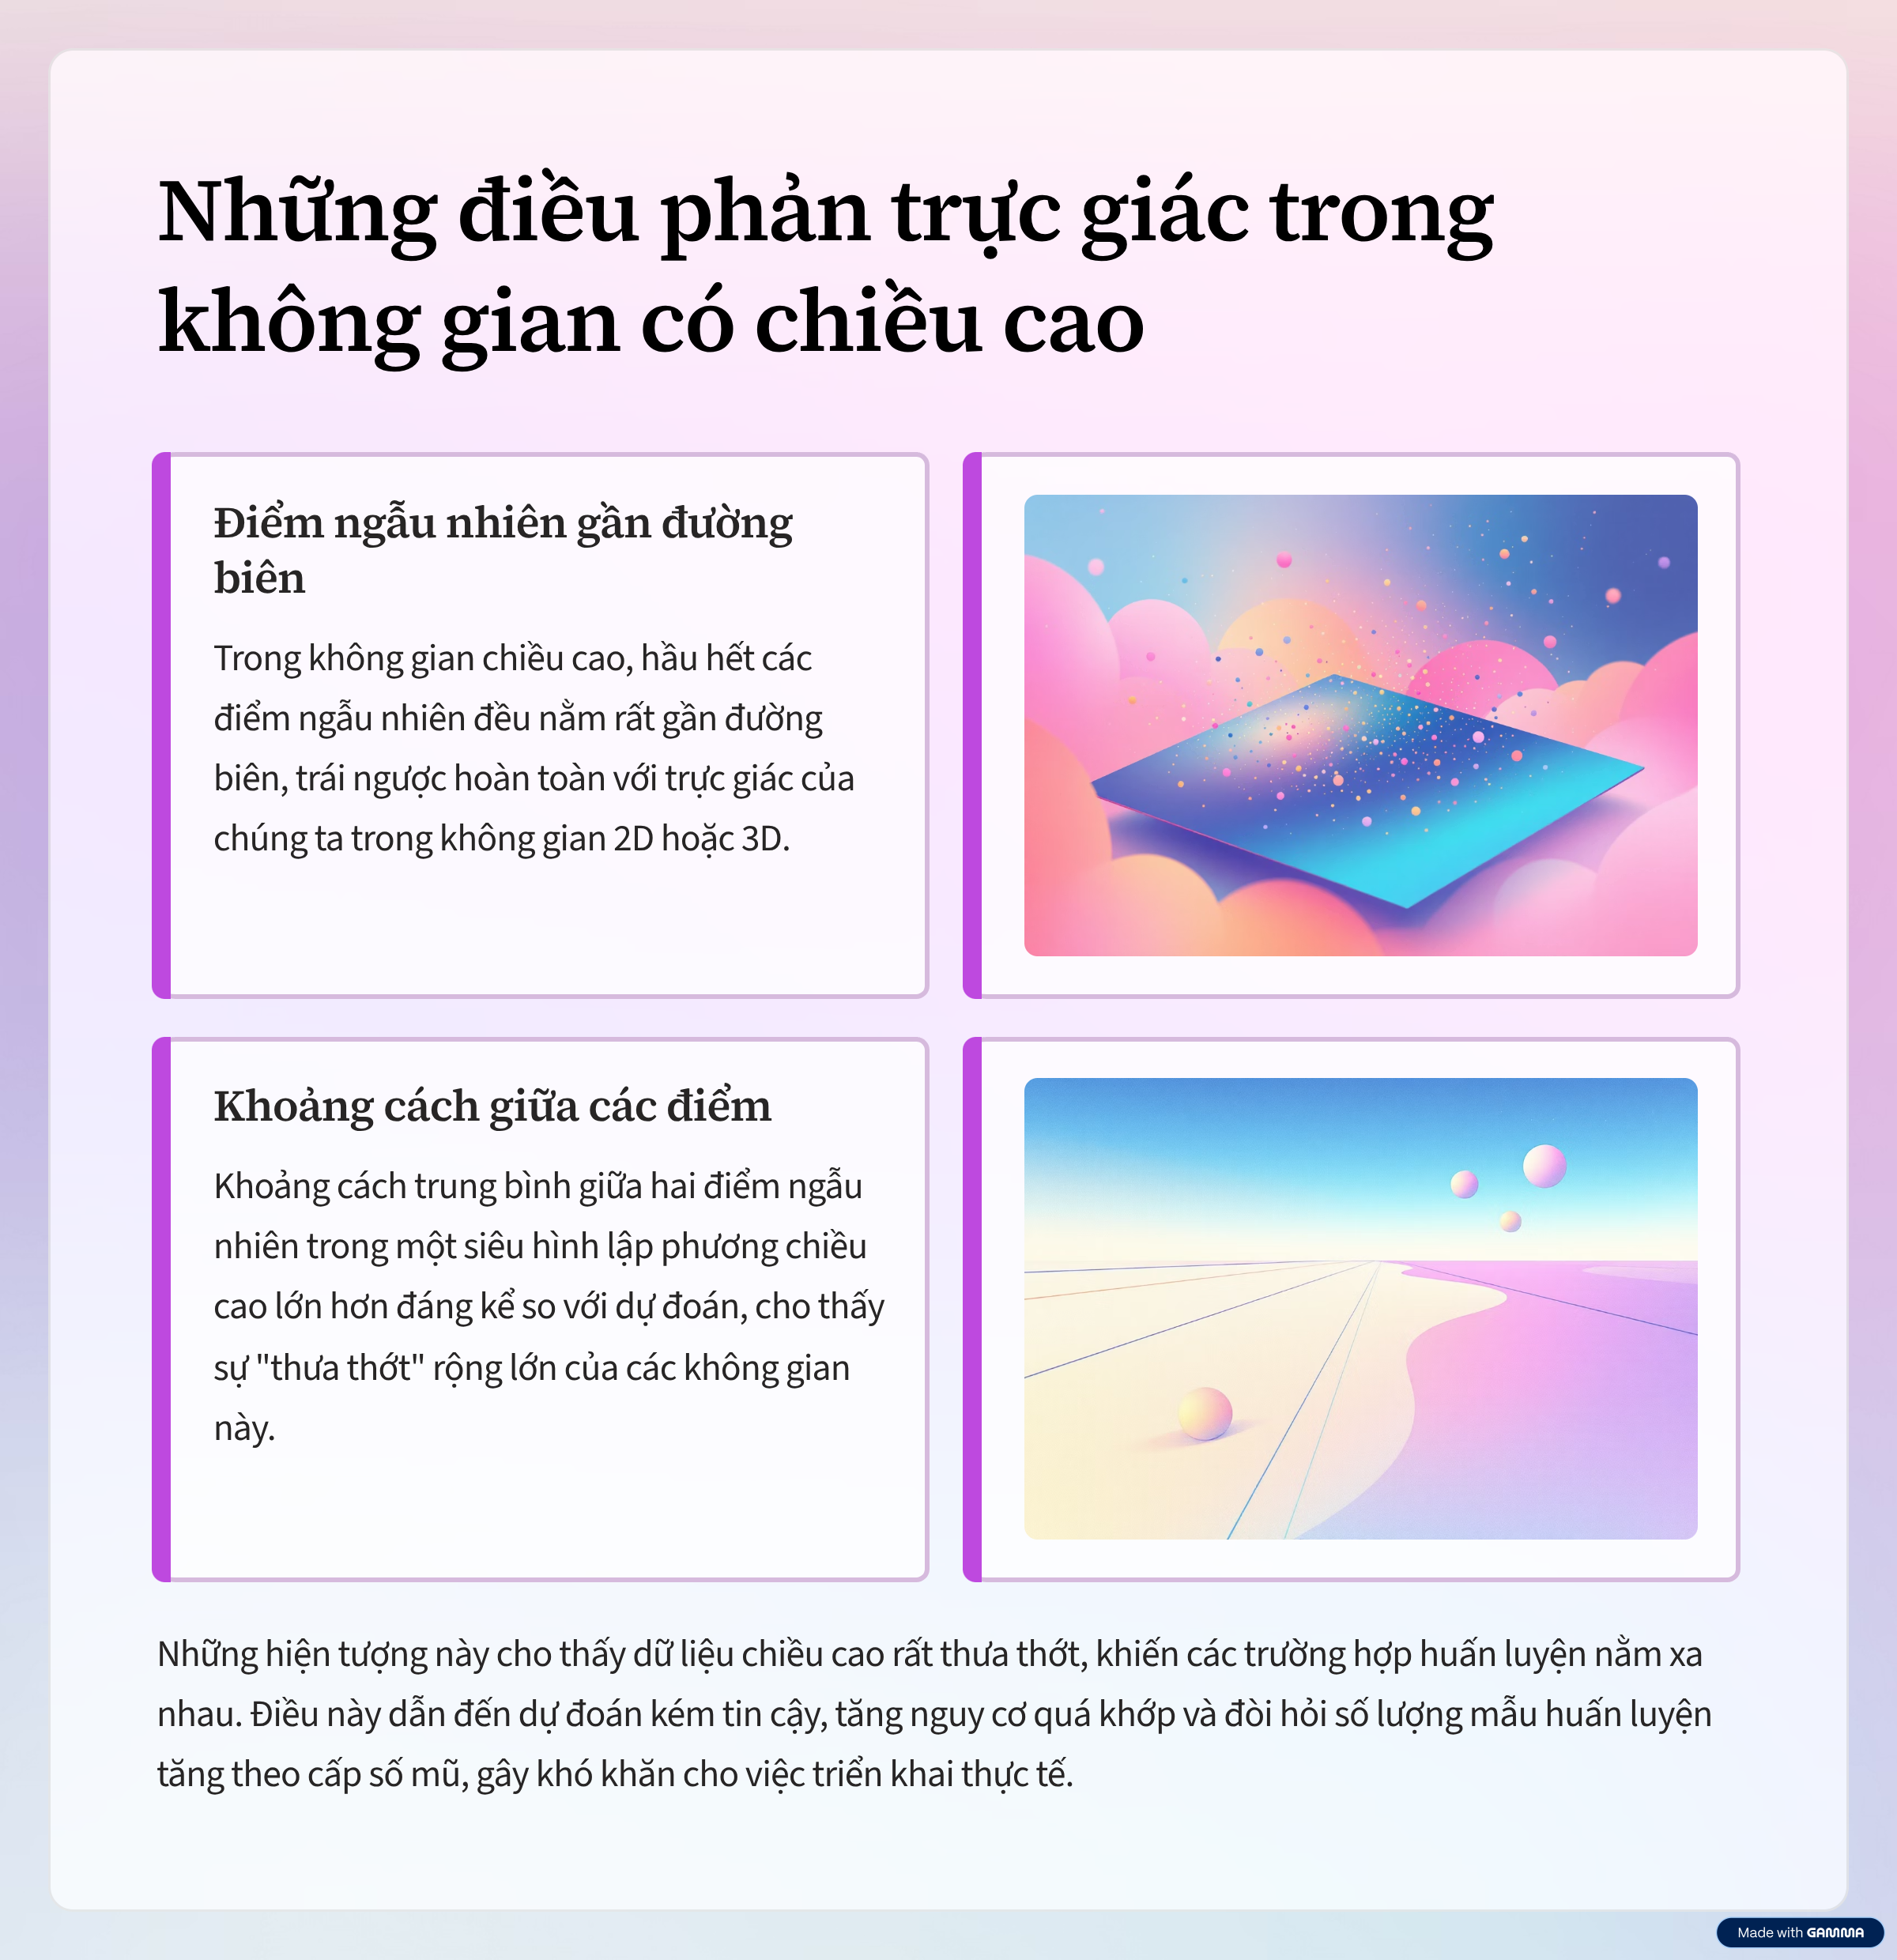 Những điều phản trực giác trong
không gian có chiều cao
Điểm ngẫu nhiên gần đường
biên
Trong không gian chiều cao, hầu hết các
điểm ngẫu nhiên đều nằm rất gần đường
biên, trái ngược hoàn toàn với trực giác của
chúng ta trong không gian 2D hoặc 3D.
Khoảng cách giữa các điểm
Khoảng cách trung bình giữa hai điểm ngẫu
nhiên trong một siêu hình lập phương chiều
cao lớn hơn đáng kể so với dự đoán, cho thấy
sự "thưa thớt" rộng lớn của các không gian
này.
Những hiện tượng này cho thấy dữ liệu chiều cao rất thưa thớt, khiến các trường hợp huấn luyện nằm xa
nhau. Điều này dẫn đến dự đoán kém tin cậy, tăng nguy cơ quá khớp và đòi hỏi số lượng mẫu huấn luyện
tăng theo cấp số mũ, gây khó khăn cho việc triển khai thực tế.
Made with GAMMA